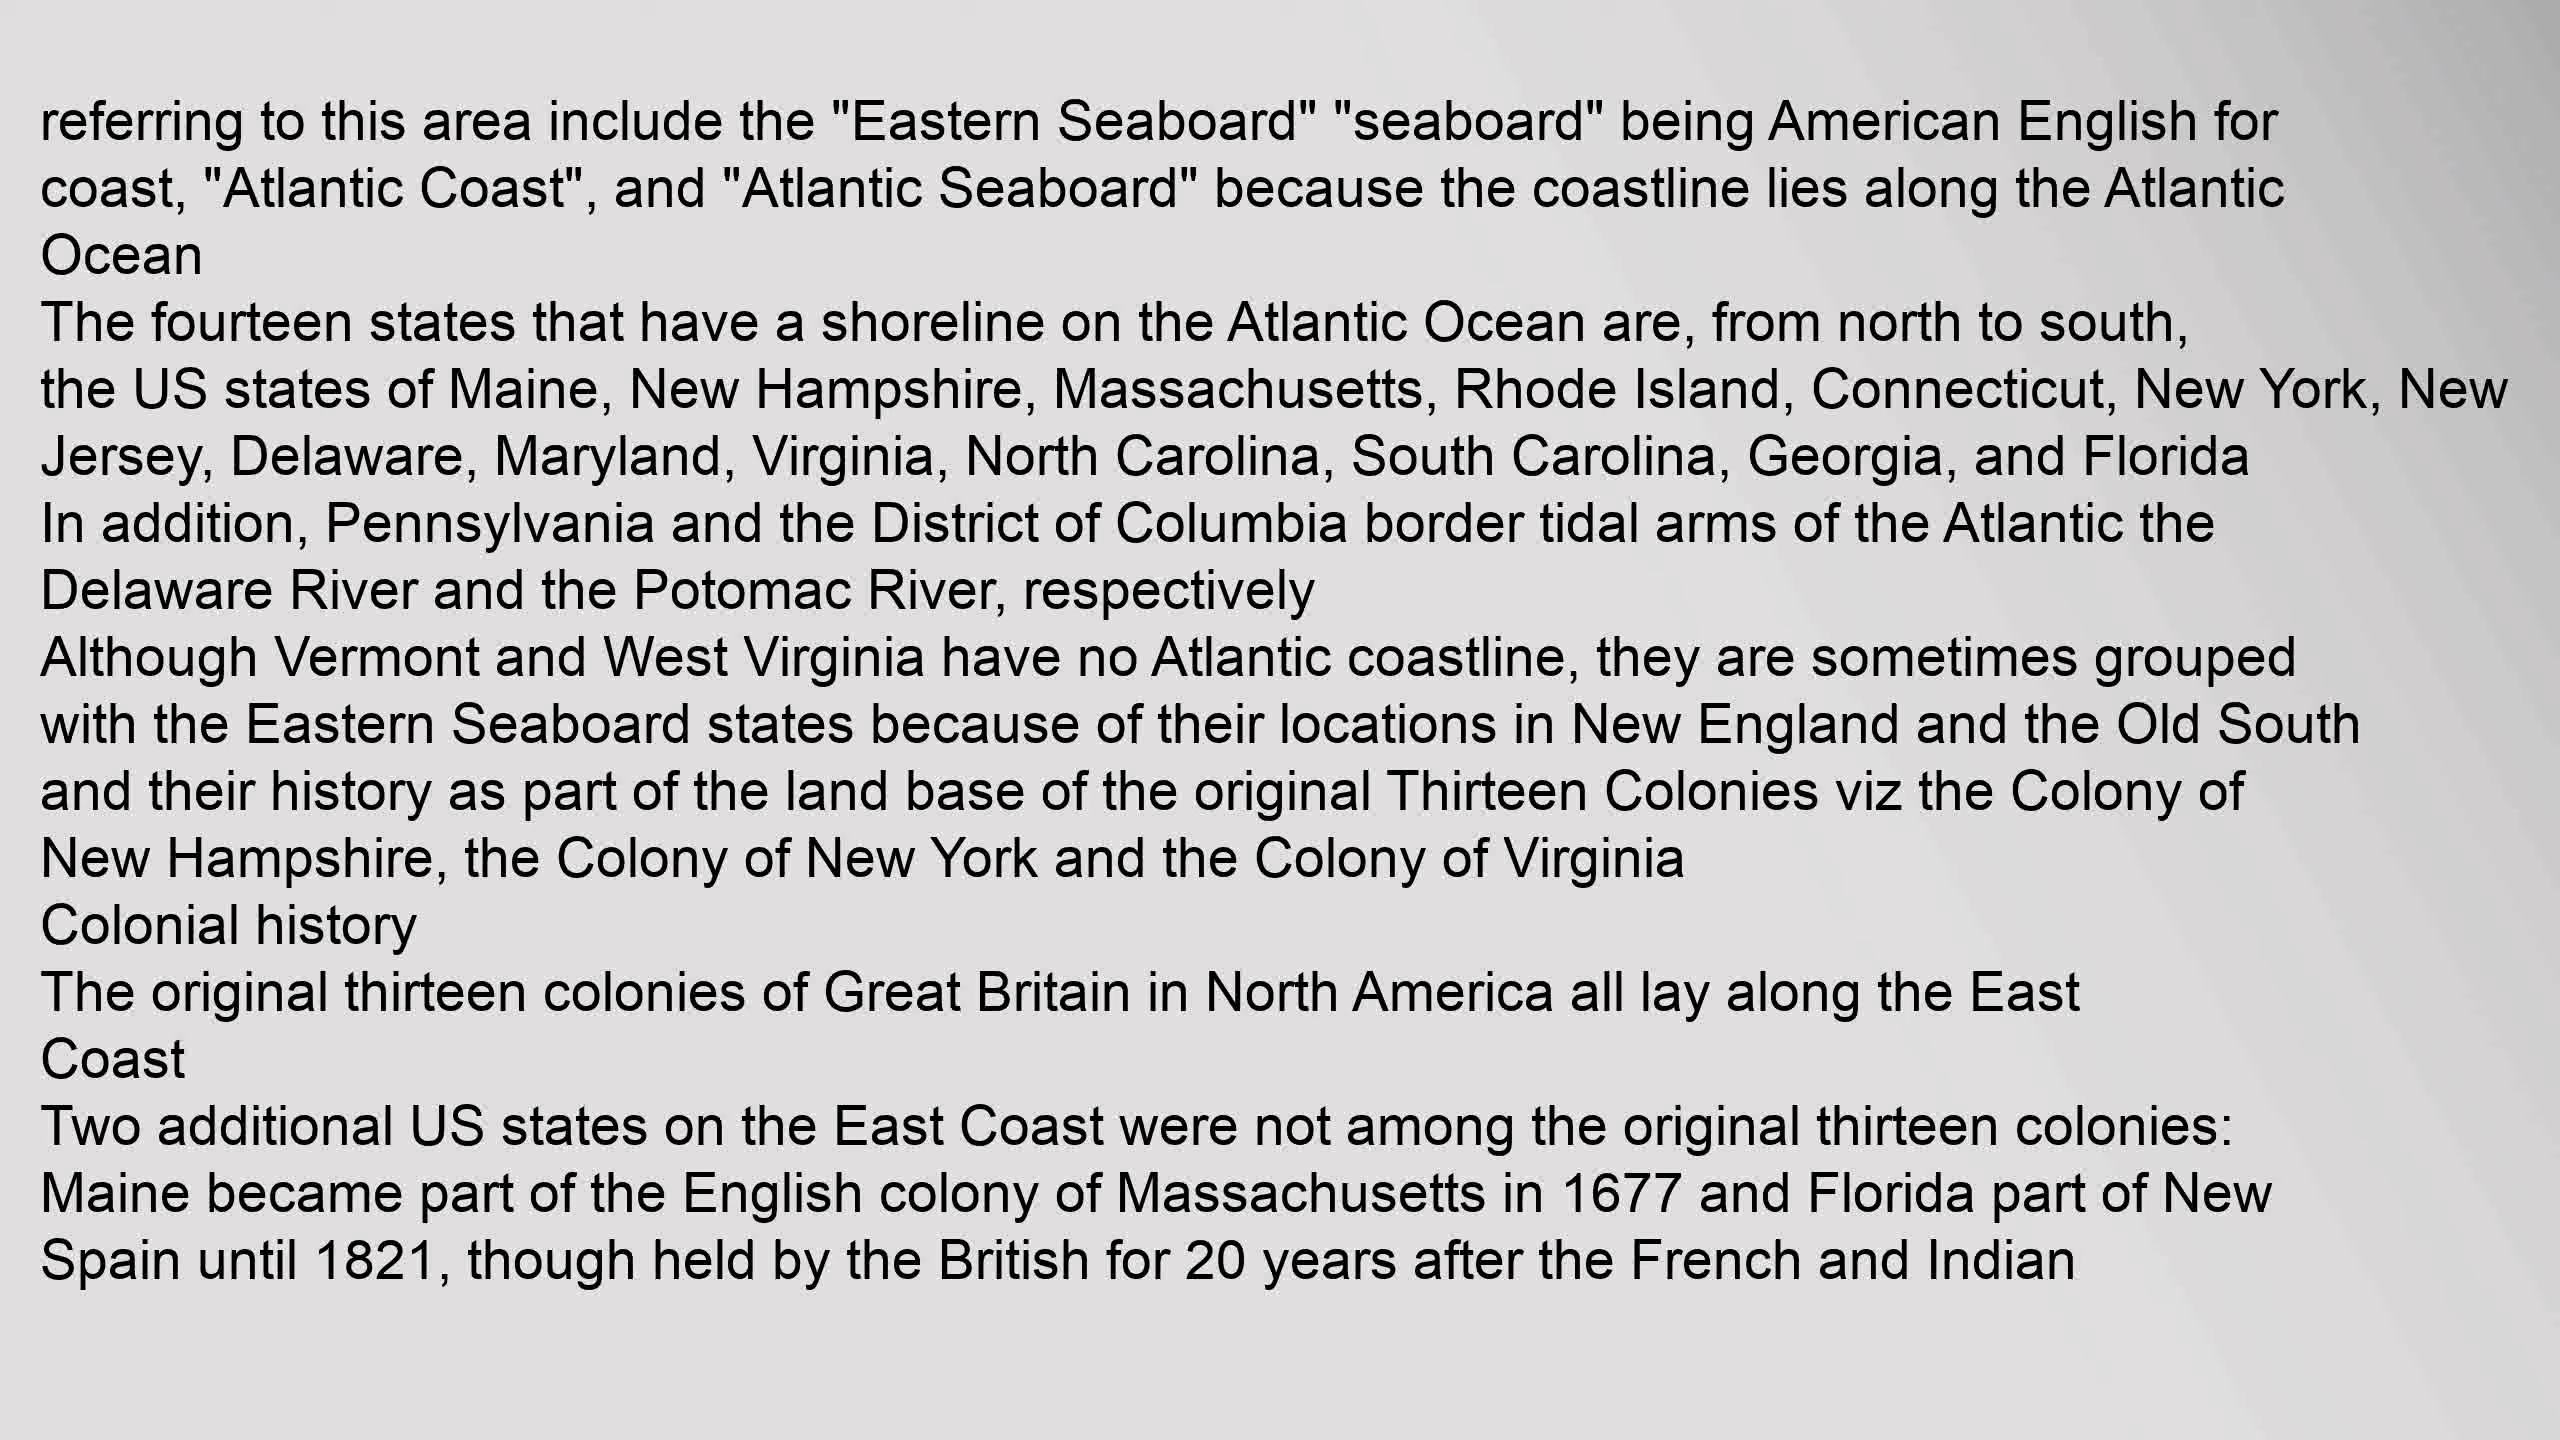 referring to this area include the "Eastern Seaboard" "seaboard" being American English for
coast, "Atlantic Coast", and "Atlantic Seaboard" because the coastline lies along the Atlantic
Ocean
The fourteen states that have a shoreline on the Atlantic Ocean are, from north to south,
the US states of Maine, New Hampshire, Massachusetts, Rhode Island, Connecticut, New York, New
Jersey, Delaware, Maryland, Virginia, North Carolina, South Carolina, Georgia, and Florida
In addition, Pennsylvania and the District of Columbia border tidal arms of the Atlantic the
Delaware River and the Potomac River, respectively
Although Vermont and West Virginia have no Atlantic coastline, they are sometimes grouped
with the Eastern Seaboard states because of their locations in New England and the Old South
and their history as part of the land base of the original Thirteen Colonies viz the Colony of
New Hampshire, the Colony of New York and the Colony of Virginia
Colonial history
The original thirteen colonies of Great Britain in North America all lay along the East
Coast
Two additional US states on the East Coast were not among the original thirteen colonies:
Maine became part of the English colony of Massachusetts in 1677 and Florida part of New
Spain until 1821, though held by the British for 20 years after the French and Indian